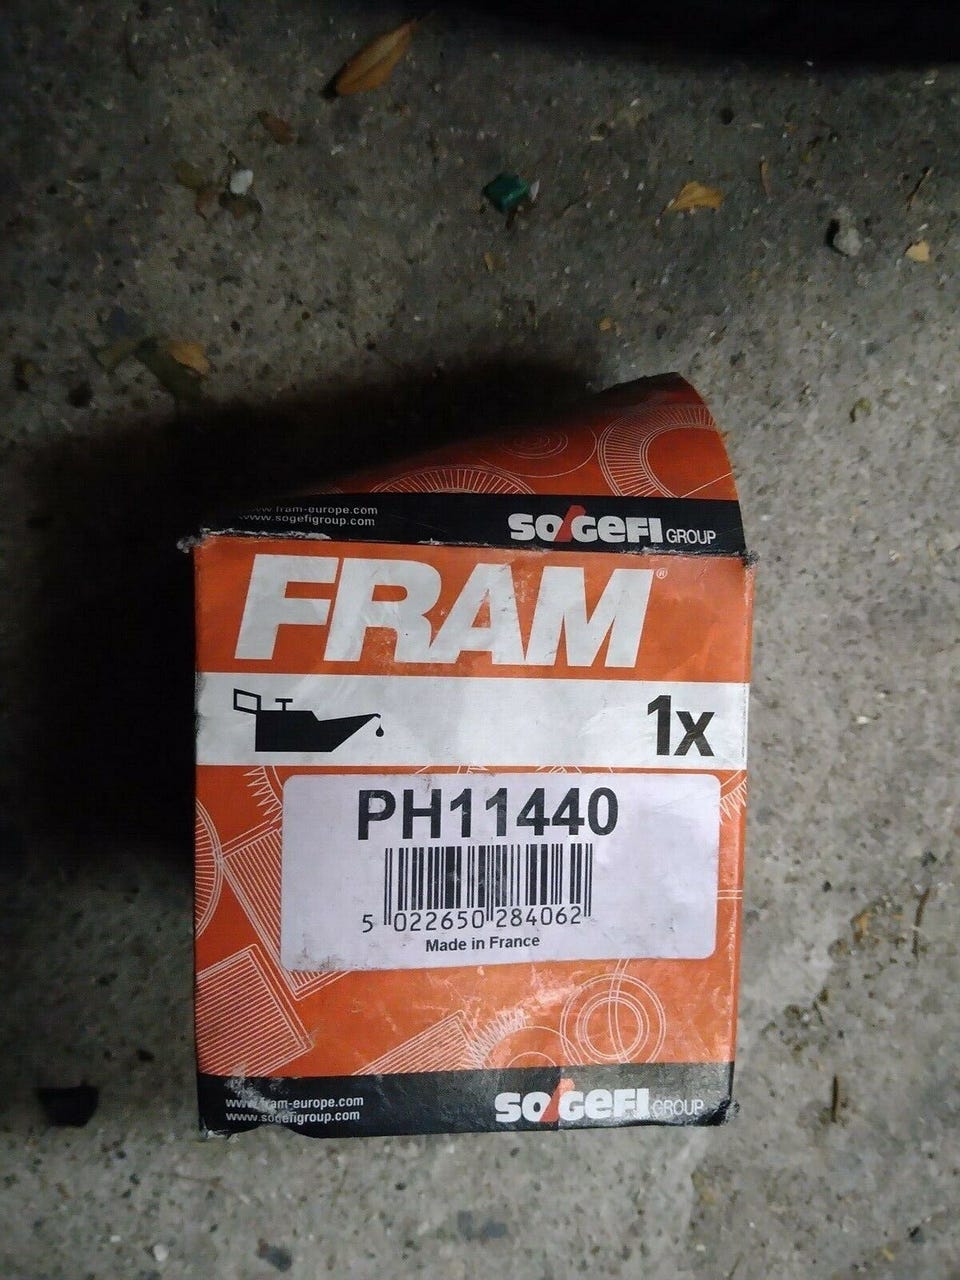 www.fram-europe.com
www.sogefigroup.com
SOGEFI GROUP
FRAM®
1x
PH11440
5 022650 284062
Made in France
www.fram-europe.com
www.sogefigroup.com
SOGEFI GROUP